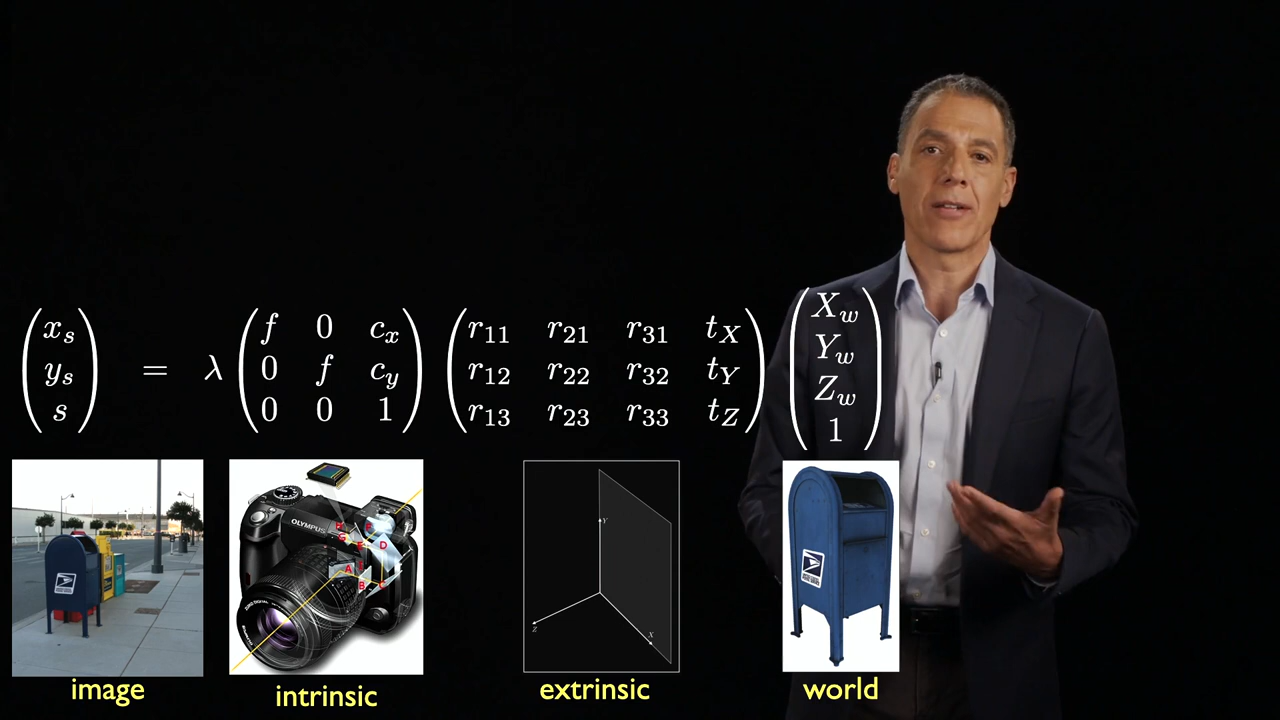 x_s f 0 c_x r_11 r_21 r_31 t_X X_w
y_s = λ 0 f c_y r_12 r_22 r_32 t_Y Y_w
s 0 0 1 r_13 r_23 r_33 t_Z Z_w
1
OLYMPUS
A
B
C
D
Y
Z
X
image
intrinsic
extrinsic
world